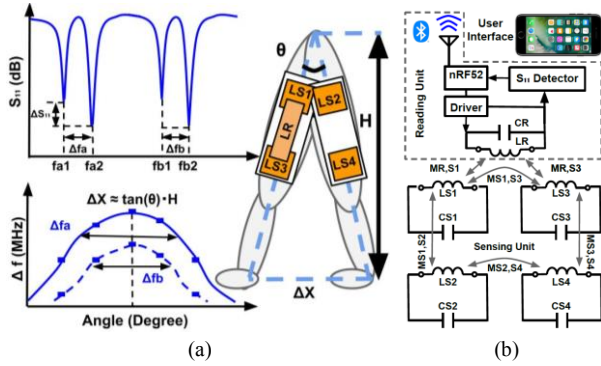 S₁₁ (dB)
ΔS₁₁
Δfa
Δfb
fa1 fa2 fb1 fb2
Δ f (MHz)
ΔX ≈ tan(θ)· H
Δfa
Δfb
Angle (Degree)
θ
LS1
LS2
LR
LS3
LS4
H
ΔX
(a)
User
Interface
Reading Unit
nRF52
S₁₁ Detector
Driver
CR
LR
MR,S1
MR,S3
MS1,S3
LS1
LS3
CS1
CS3
MS1,S2
MS3,S4
Sensing Unit
MS2,S4
LS2
LS4
CS2
CS4
(b)